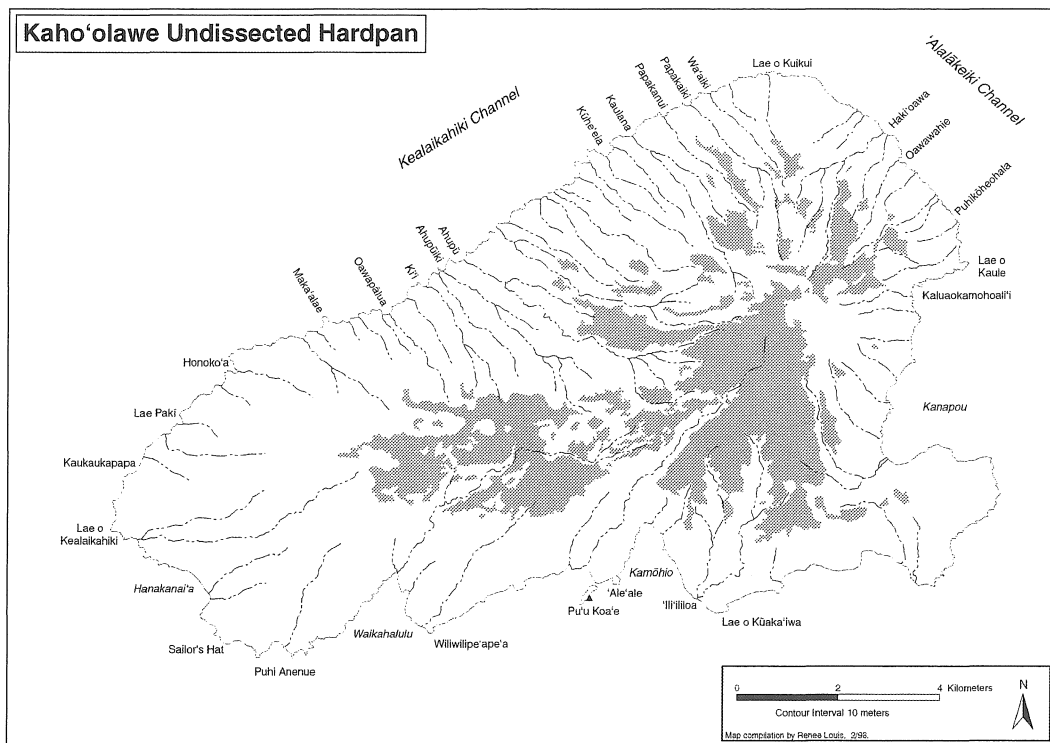 Kaho‘olawe Undissected Hardpan
‘Alalākeiki Channel
Kealaikahiki Channel
Lae o Kuikui
Wa‘aiki
Papakaiki
Papakanui
Kaulana
Kūhe‘eia
Haki‘oawa
Oawawahie
Puhikōheohala
Ahupū
Ahupūiki
Ki‘i
Oawapālua
Maka‘alae
Lae o
Kaule
Kaluaokamohoali‘i
Honoko‘a
Lae Paki
Kanapou
Kaukaukapapa
Lae o
Kealaikahiki
Hanakanai‘a
Kamōhio
‘Ale‘ale
Pu‘u Koa‘e
‘Ili‘ililoa
Lae o Kūaka‘iwa
Waikahalulu
Wiliwilipe‘ape‘a
Sailor's Hat
Puhi Anenue
0 2 4 Kilometers
N
Contour Interval 10 meters
Map compilation by Renee Louis, 2/98.